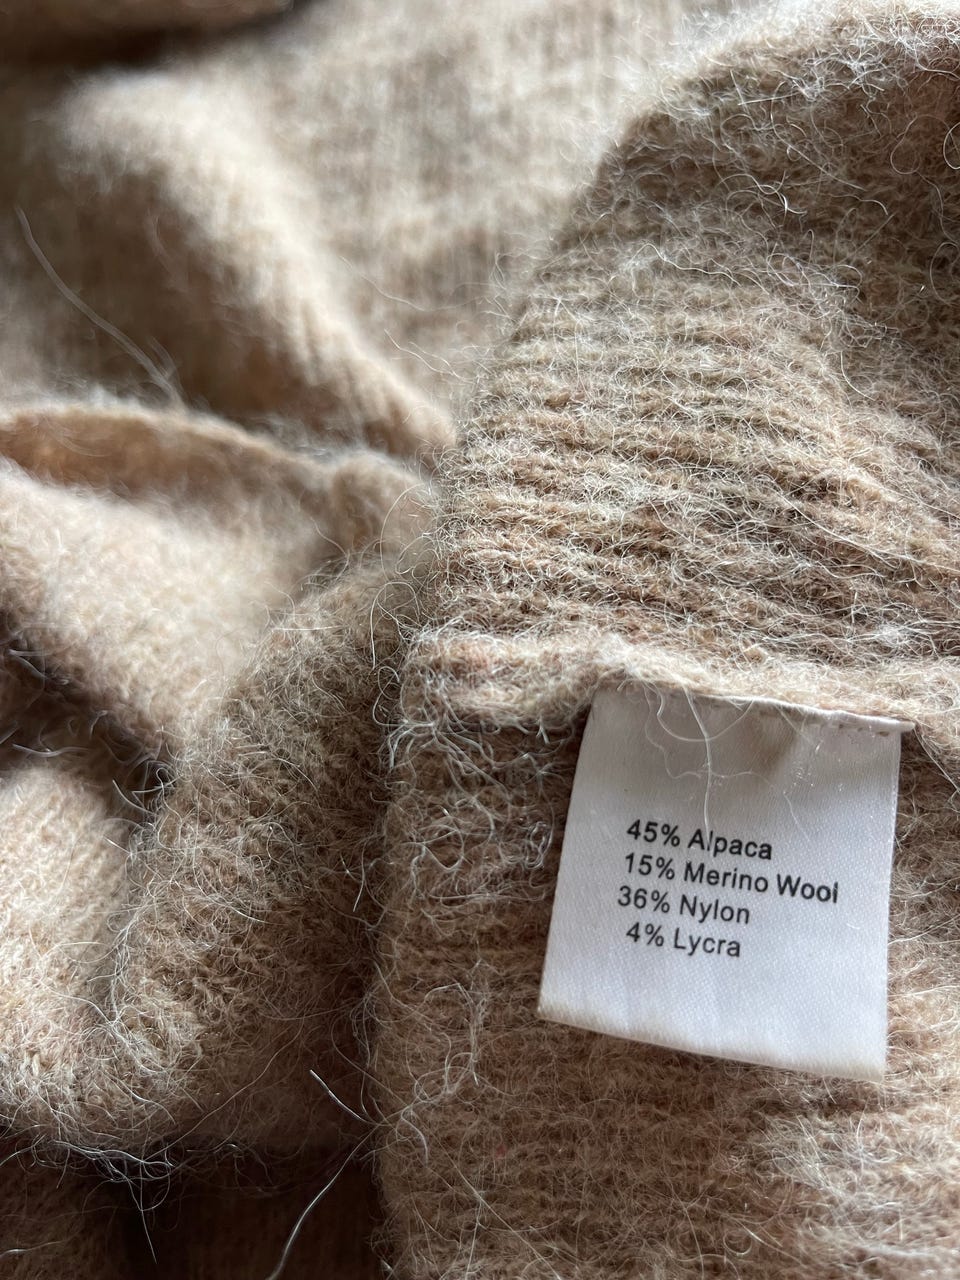 45% Alpaca
15% Merino Wool
36% Nylon
4% Lycra